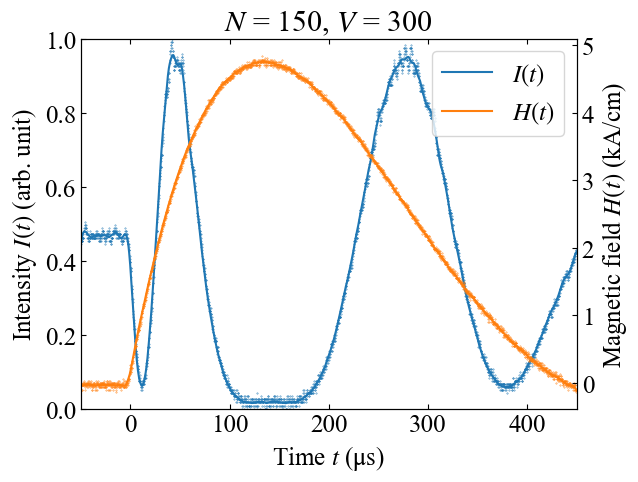 N = 150, V = 300
Intensity I(t) (arb. unit)
1.0
0.8
0.6
0.4
0.2
0.0
I(t)
H(t)
5
4
3
2
1
0
Magnetic field H(t) (kA/cm)
0 100 200 300 400
Time t (μs)